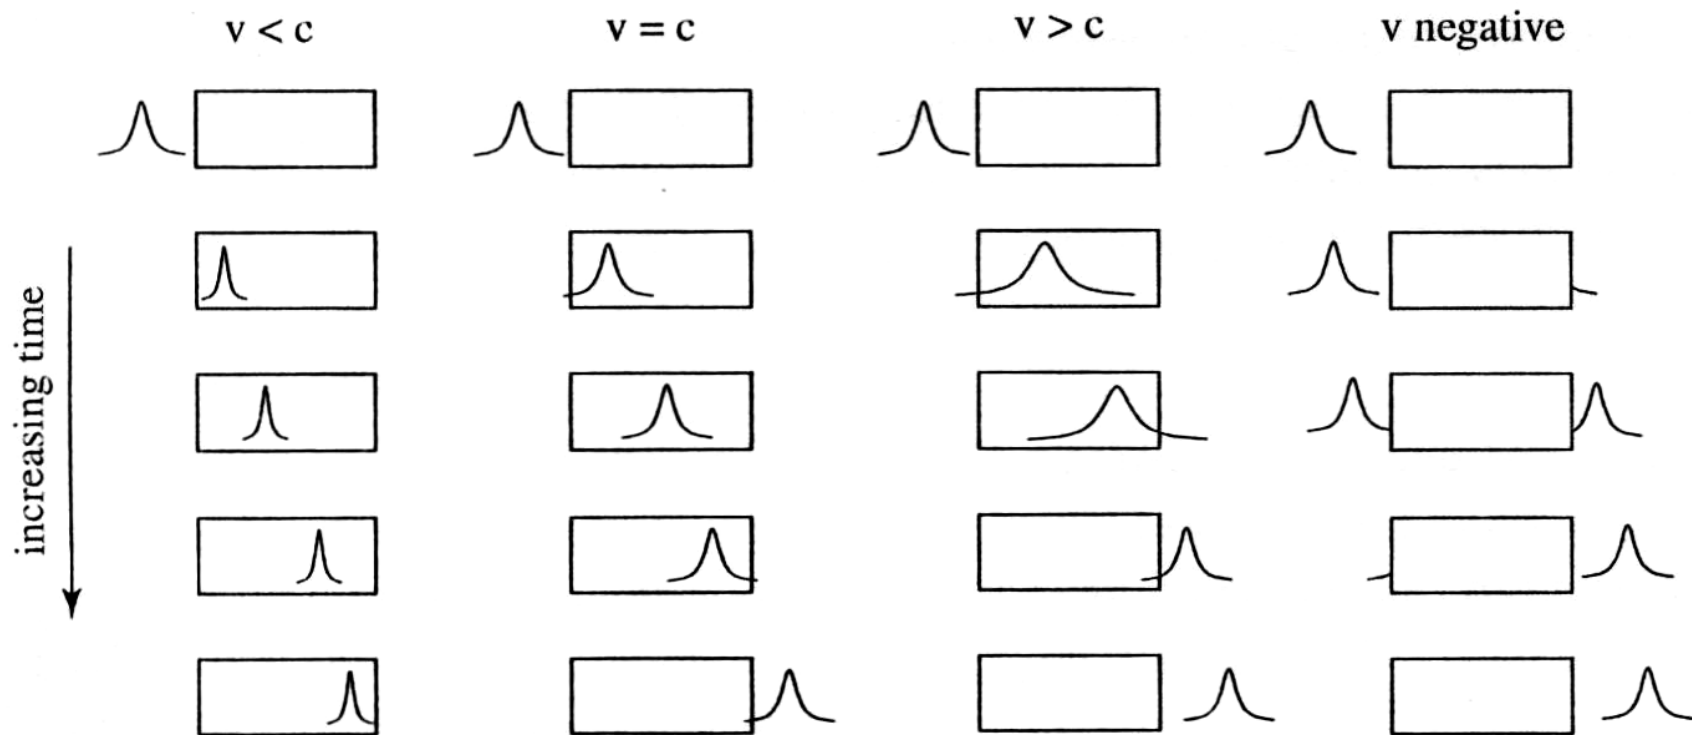 v < c
v = c
v > c
v negative
increasing time